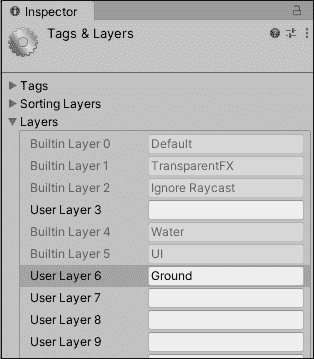 Inspector
Tags & Layers
Tags
Sorting Layers
Layers
Builtin Layer 0 Default
Builtin Layer 1 TransparentFX
Builtin Layer 2 Ignore Raycast
User Layer 3
Builtin Layer 4 Water
Builtin Layer 5 UI
User Layer 6 Ground
User Layer 7
User Layer 8
User Layer 9